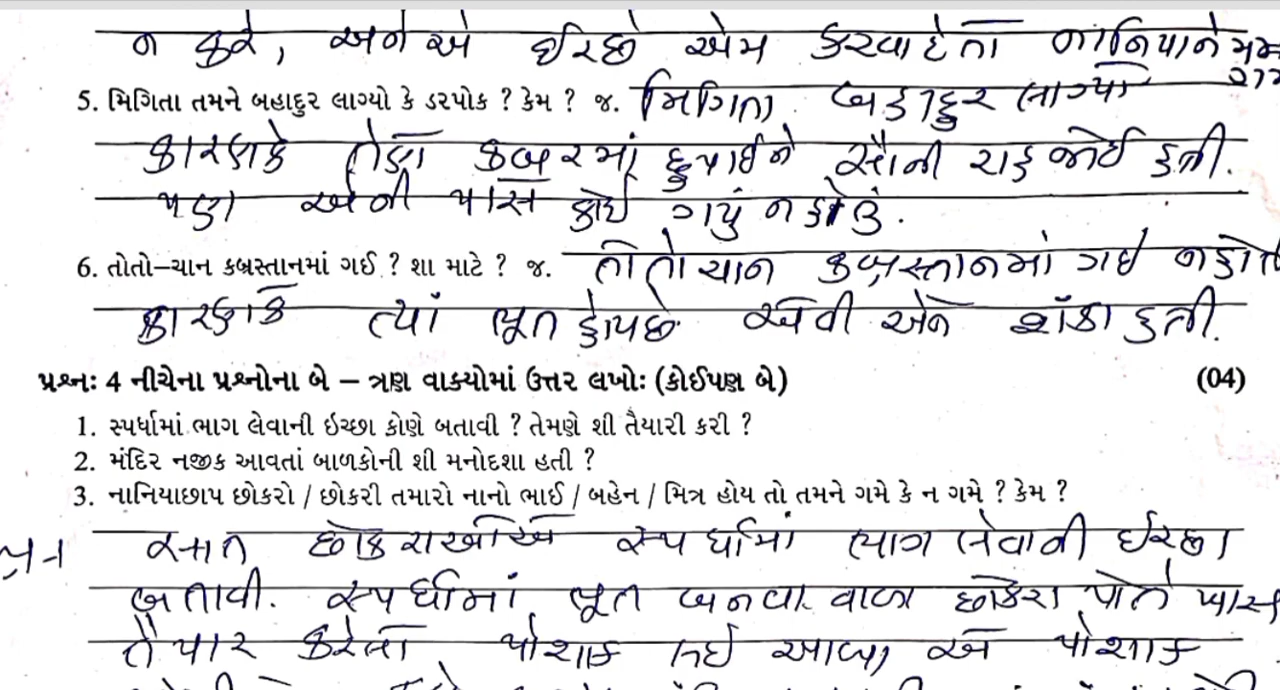 ન કરે, અને એ ઈચ્છે એમ કરવા દેતા નાનિયાને
5. મિગિતા તમને બહાદુર લાગ્યો કે ડરપોક ? કેમ ? જ. મિગિતા બહાદુર લાગ્યો
કારણકે તેણે કબરમાં છુપાઈને સૌની રાહ જોઈ હતી.
પણ એની પાસે કોઈ ગયું નહોતું.
6. તોતો–ચાન કબ્રસ્તાનમાં ગઈ ? શા માટે ? જ. તોતો ચાન કબ્રસ્તાનમાં ગઈ
કારણકે ત્યાં ભૂત હોય છે એવી એને શંકા હતી.
પ્રશ્નઃ 4 નીચેના પ્રશ્નોના બે – ત્રણ વાક્યોમાં ઉત્તર લખોઃ (કોઈપણ બે) (04)
1. સ્પર્ધામાં ભાગ લેવાની ઇચ્છા કોણે બતાવી ? તેમણે શી તૈયારી કરી ?
2. મંદિર નજીક આવતાં બાળકોની શી મનોદશા હતી ?
3. નાનિયાછાપ છોકરો / છોકરી તમારો નાનો ભાઈ / બહેન / મિત્ર હોય તો તમને ગમે કે ન ગમે ? કેમ ?
સાત છોકરાઓએ સ્પર્ધામાં ભાગ લેવાની ઈચ્છા
બતાવી. સ્પર્ધામાં ભૂત બનવા વાળા છોકરા પોતે
તૈયાર કરેલો પોશાક લઈ આવ્યા, એ પોશાક